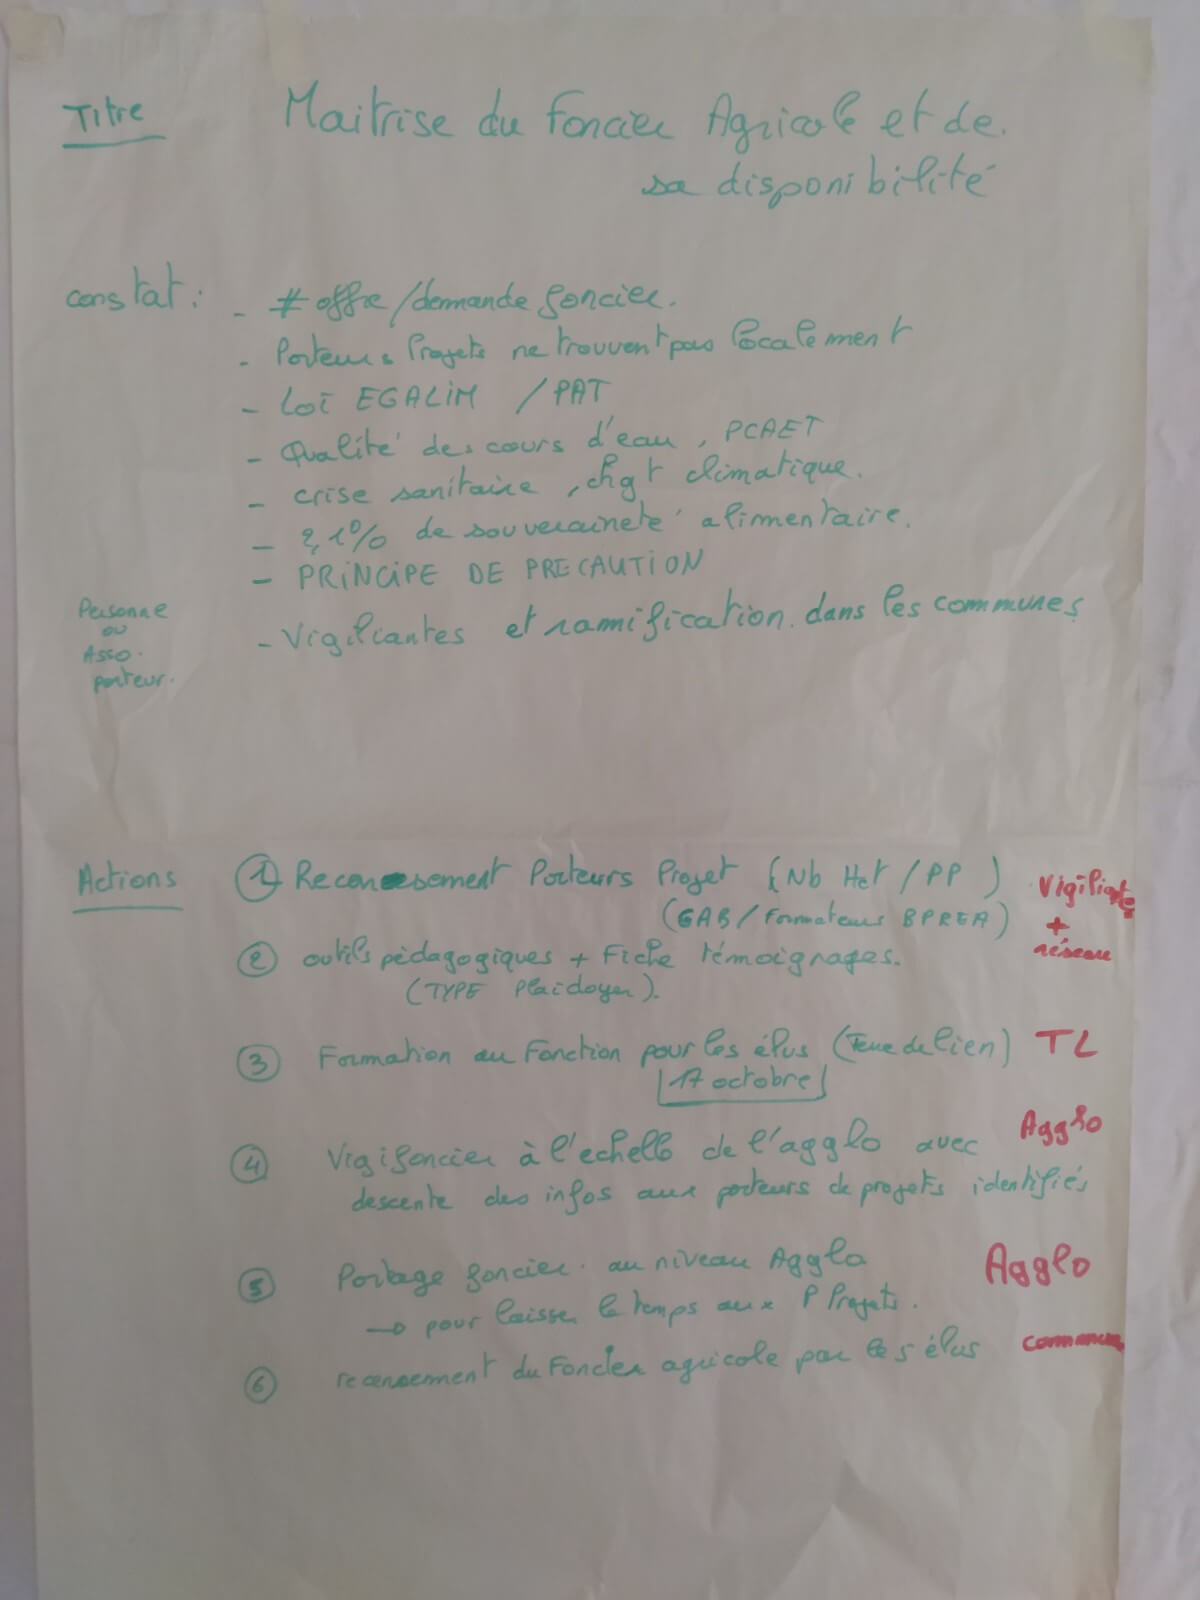 Titre Maitrise du Foncier Agricole et de
sa disponibilité
constat :
- # offre/demande foncier.
- Porteurs Projets ne trouvent pas localement
- Loi EGALIM / PAT
- Qualité des cours d'eau, PCAET
- crise sanitaire, chgt climatique.
- 2,1% de souveraineté alimentaire.
- PRINCIPE DE PRECAUTION
Personne
ou
Asso.
porteur.
- Vigiliantes et ramification dans les communes
Actions
① Recensement Porteurs Projet (Nb Hct / PP)
(GAB / Formateurs BPREA)
Vigiliante
+
réseau
② outils pédagogiques + Fiche témoignages.
(TYPE Plaidoyer).
③ Formation au Fonction pour les élus (Terre de lien) TL
17 octobre
④ Vigifoncier à l'echelle de l'agglo avec Agglo
descente des infos aux porteurs de projets identifiés
⑤ Portage foncier au niveau Agglo Agglo
→ pour laisser le temps aux P Projets.
⑥ recensement du Foncier agricole par les élus commune